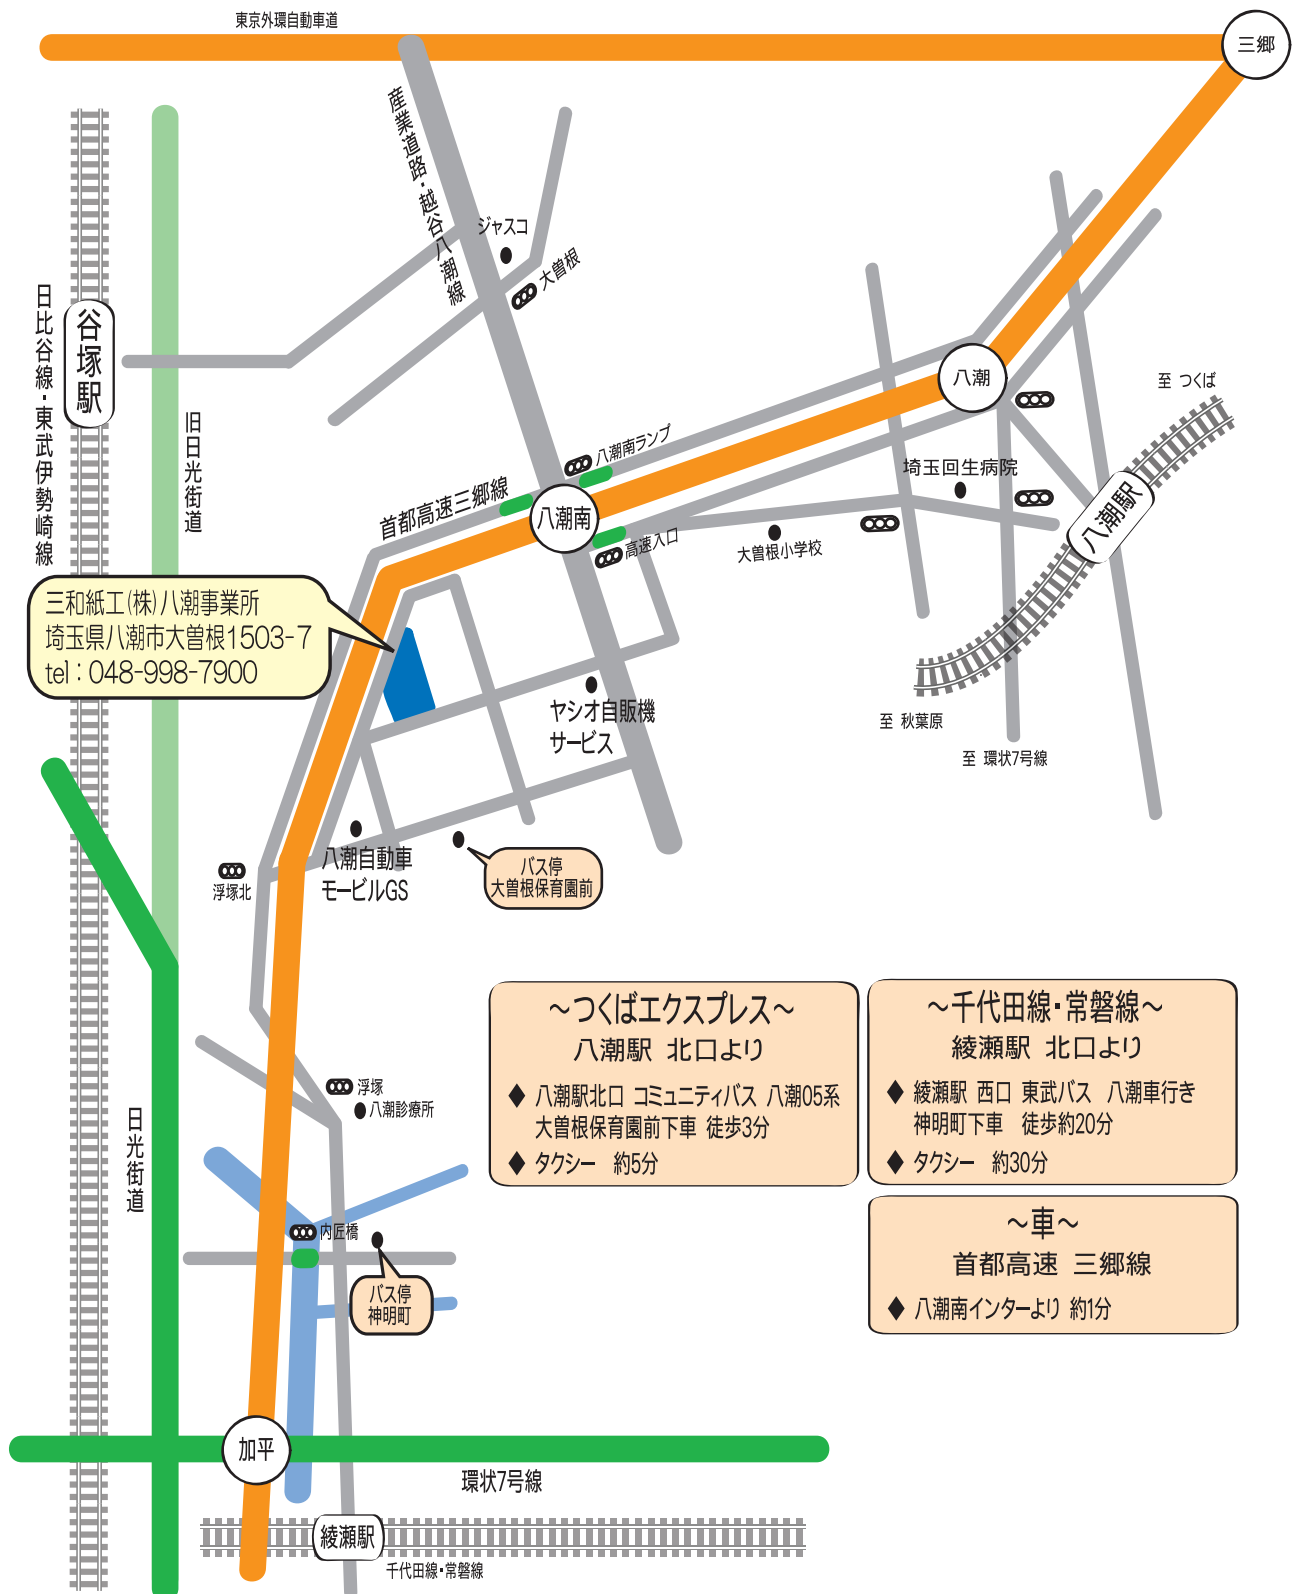 東京外環自動車道
三郷
産業道路・越谷八潮線
ジャスコ
大曽根
日比谷線・東武伊勢崎線
谷塚駅
旧日光街道
八潮
至 つくば
八潮南ランプ
首都高速三郷線
八潮南
高速入口
埼玉回生病院
大曽根小学校
八潮駅
三和紙工(株)八潮事業所
埼玉県八潮市大曽根1503-7
tel：048-998-7900
ヤシオ自販機
サービス
至 秋葉原
至 環状7号線
八潮自動車
モービルGS
バス停
大曽根保育園前
浮塚北
～つくばエクスプレス～
八潮駅 北口より
◆ 八潮駅北口 コミュニティバス 八潮05系
大曽根保育園前下車 徒歩3分
◆ タクシー 約5分
～千代田線・常磐線～
綾瀬駅 北口より
◆ 綾瀬駅 西口 東武バス 八潮車行き
神明町下車 徒歩約20分
◆ タクシー 約30分
～車～
首都高速 三郷線
◆ 八潮南インターより 約1分
浮塚
八潮診療所
日光街道
内匠橋
バス停
神明町
加平
環状7号線
綾瀬駅
千代田線・常磐線